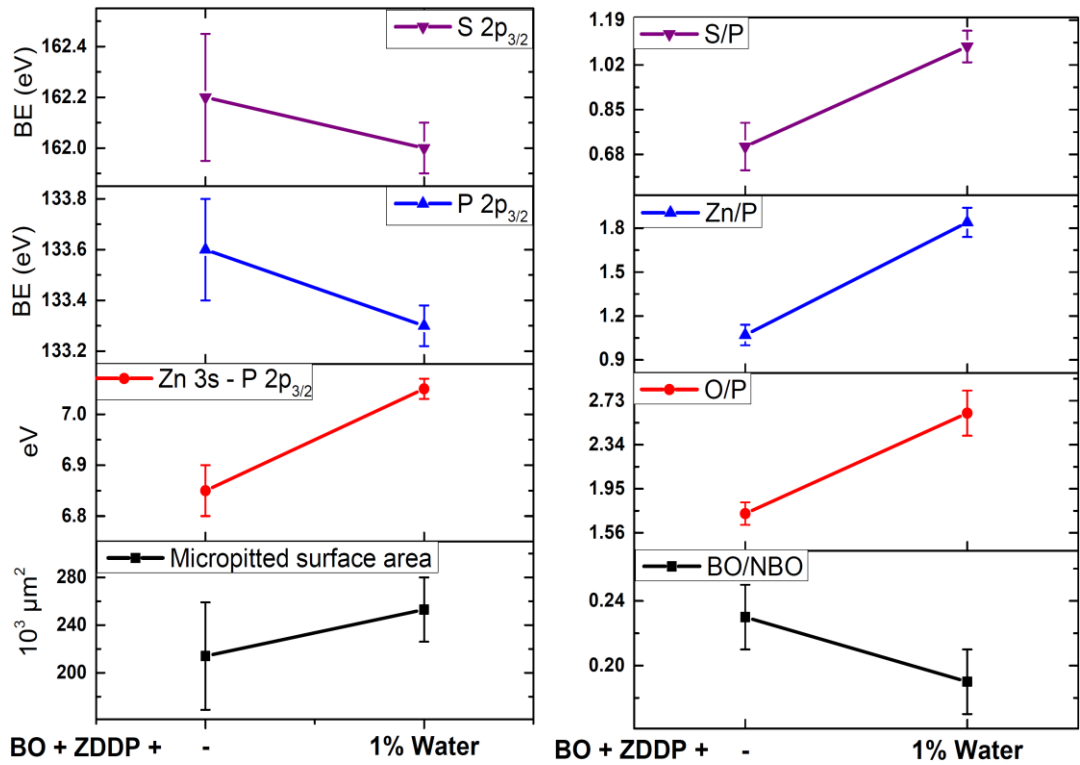 S 2p3/2
BE (eV)
162.4
162.2
162.0
P 2p3/2
BE (eV)
133.8
133.6
133.4
133.2
Zn 3s - P 2p3/2
eV
7.0
6.9
6.8
Micropitted surface area
10³ µm²
280
240
200
BO + ZDDP + - 1% Water
S/P
1.19
1.02
0.85
0.68
Zn/P
1.8
1.5
1.2
0.9
O/P
2.73
2.34
1.95
1.56
BO/NBO
0.24
0.20
BO + ZDDP + - 1% Water